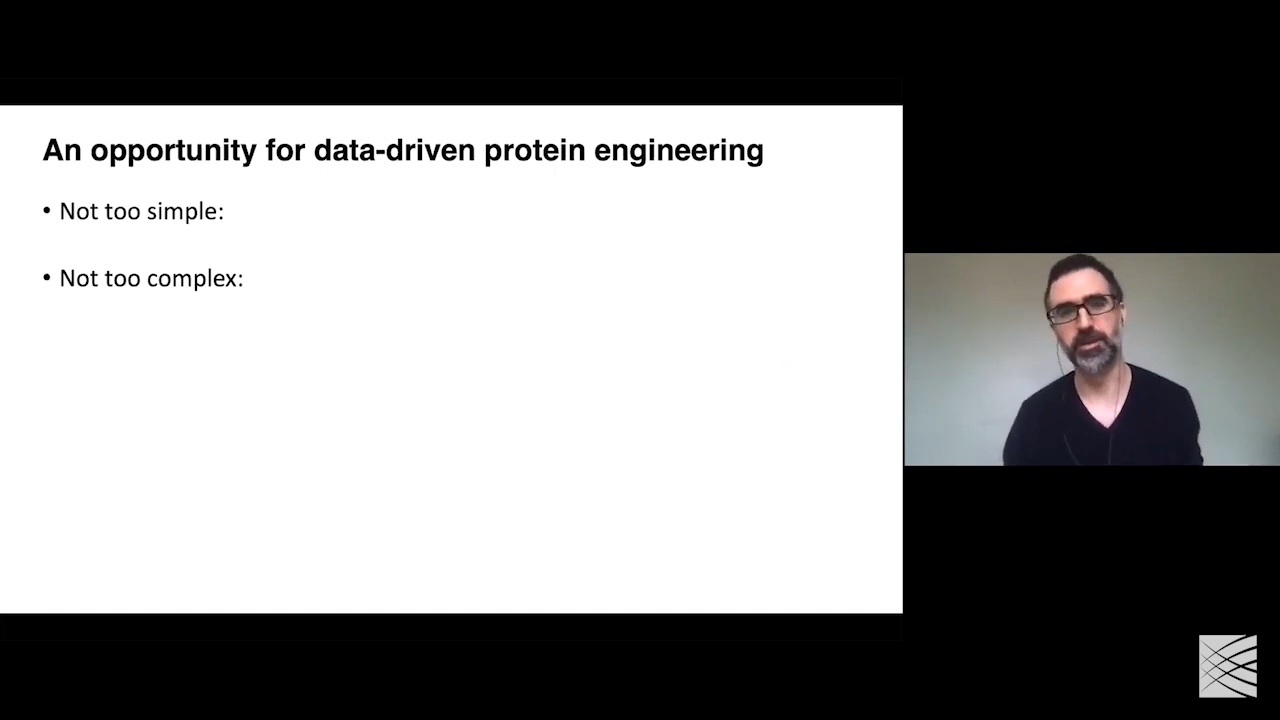 An opportunity for data-driven protein engineering
• Not too simple:
• Not too complex: